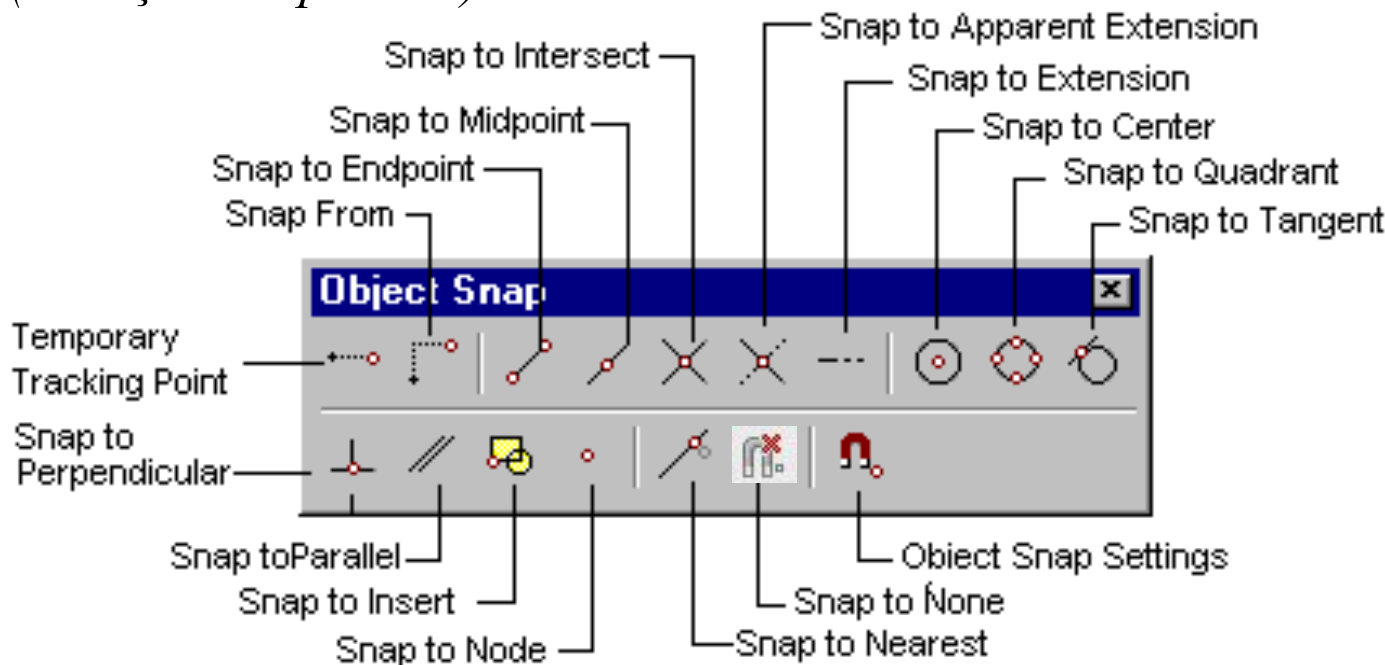 Snap to Apparent Extension
Snap to Intersect
Snap to Extension
Snap to Midpoint
Snap to Center
Snap to Endpoint
Snap to Quadrant
Snap From
Snap to Tangent
Object Snap
Temporary
Tracking Point
Snap to
Perpendicular
Snap toParallel
Obiect Snap Settings
Snap to Insert
Snap to None
Snap to Node
Snap to Nearest